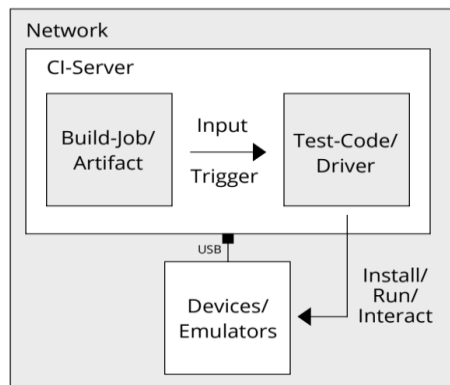 Network
CI-Server
Build-Job/
Artifact
Input
Trigger
Test-Code/
Driver
USB
Devices/
Emulators
Install/
Run/
Interact